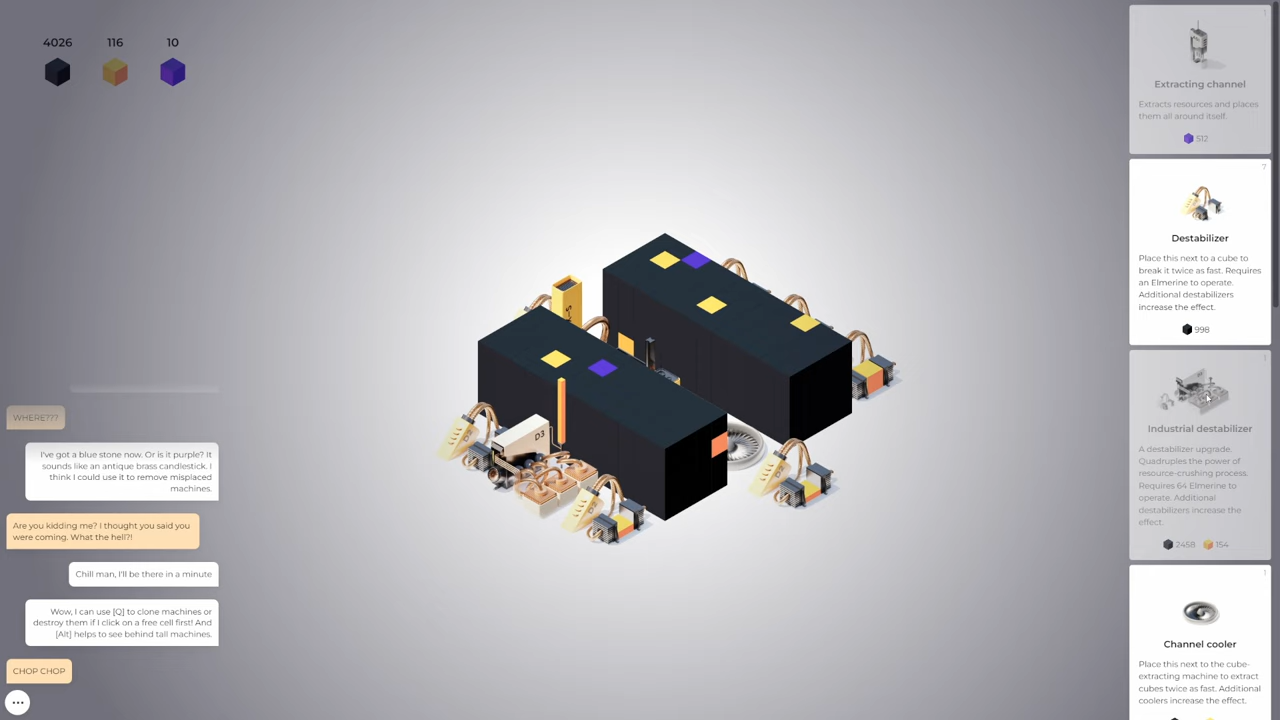 4026 116 10
WHERE???
I've got a blue stone now. Or is it purple? It
sounds like an antique brass candlestick. I
think I could use it to remove misplaced
machines.
Are you kidding me? I thought you said you
were coming. What the hell?!
Chill man, I'll be there in a minute
Wow, I can use [Q] to clone machines or
destroy them if I click on a free cell first! And
[Alt] helps to see behind tall machines.
CHOP CHOP
D3
Extracting channel
Extracts resources and places
them all around itself.
512
7
Destabilizer
Place this next to a cube to
break it twice as fast. Requires
an Elmerine to operate.
Additional destabilizers
increase the effect.
998
Industrial destabilizer
A destabilizer upgrade.
Quadruples the power of
resource-crushing process.
Requires 64 Elmerine to
operate. Additional
destabilizers increase the
effect.
2458 154
1
Channel cooler
Place this next to the cube-
extracting machine to extract
cubes twice as fast. Additional
coolers increase the effect.